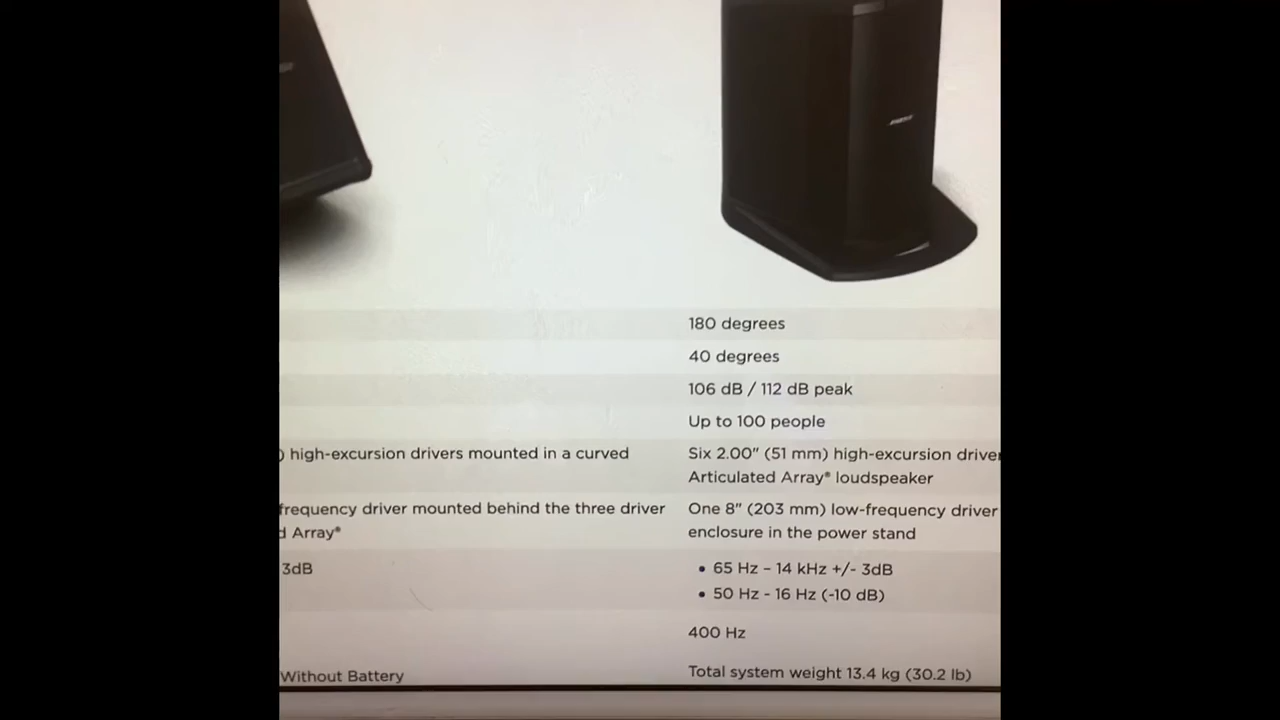 BOSE
180 degrees
40 degrees
106 dB / 112 dB peak
Up to 100 people
) high-excursion drivers mounted in a curved
Six 2.00" (51 mm) high-excursion driver
Articulated Array® loudspeaker
frequency driver mounted behind the three driver
d Array®
One 8" (203 mm) low-frequency driver
enclosure in the power stand
3dB
• 65 Hz – 14 kHz +/- 3dB
• 50 Hz - 16 Hz (-10 dB)
400 Hz
Without Battery
Total system weight 13.4 kg (30.2 lb)